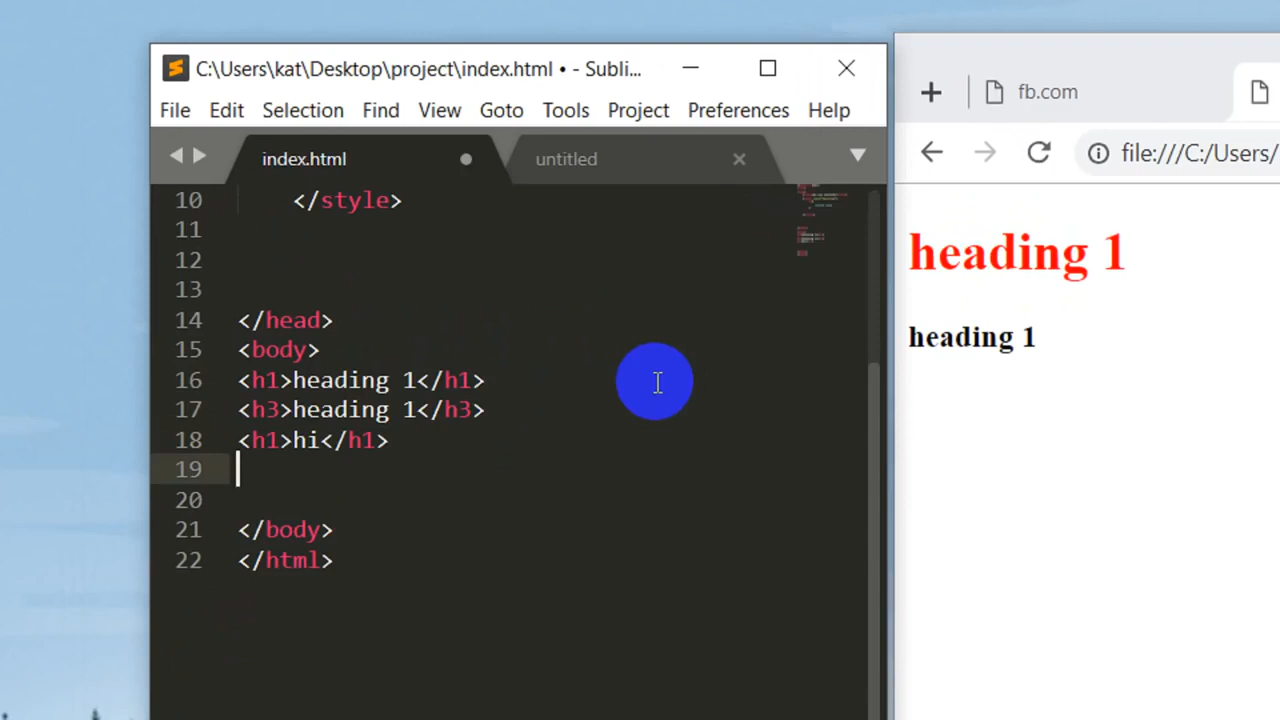 C:\Users\kat\Desktop\project\index.html • - Subli...
File Edit Selection Find View Goto Tools Project Preferences Help
index.html untitled
10 </style>
11
12
13
14 </head>
15 <body>
16 <h1>heading 1</h1>
17 <h3>heading 1</h3>
18 <h1>hi</h1>
19
20
21 </body>
22 </html>
fb.com
file:///C:/Users/
heading 1
heading 1